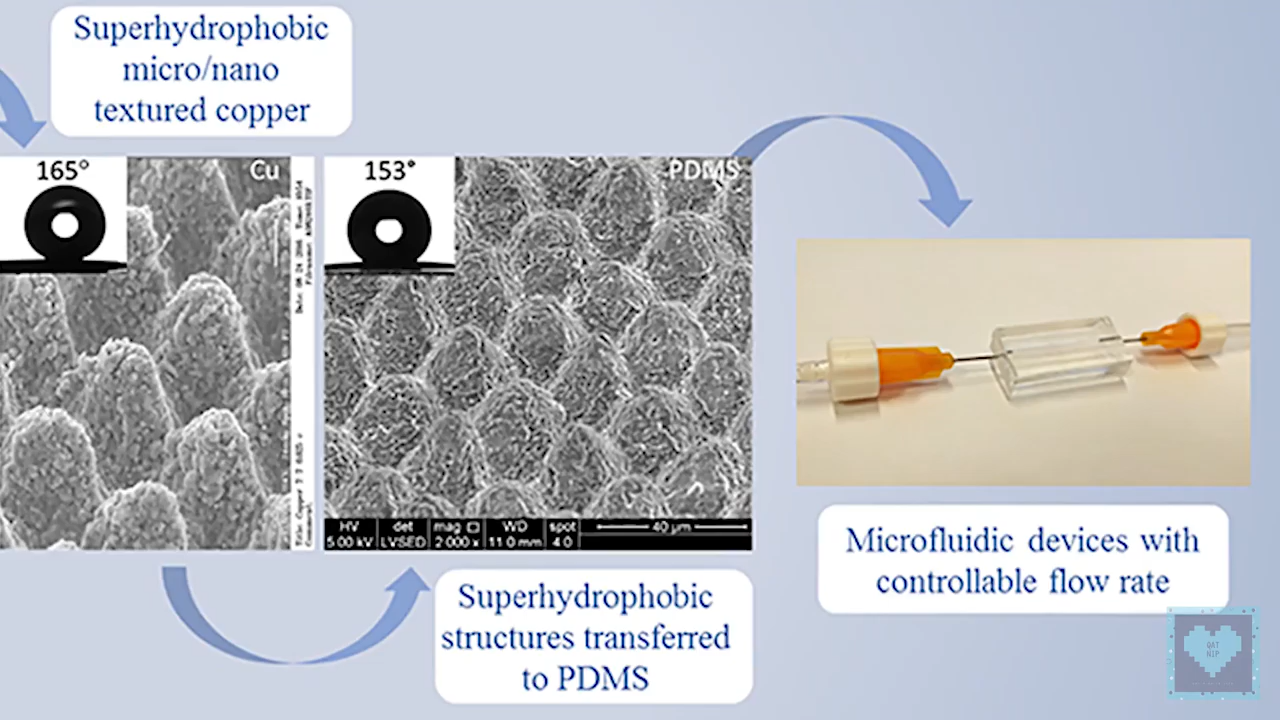 Superhydrophobic
micro/nano
textured copper
165°
Cu
153°
PDMS
HV
det
mag
WD
spot
40 μm
5.00 kV
LVSED
2 000 x
11.0 mm
4.0
Superhydrophobic
structures transferred
to PDMS
Microfluidic devices with
controllable flow rate
QAT
NIP